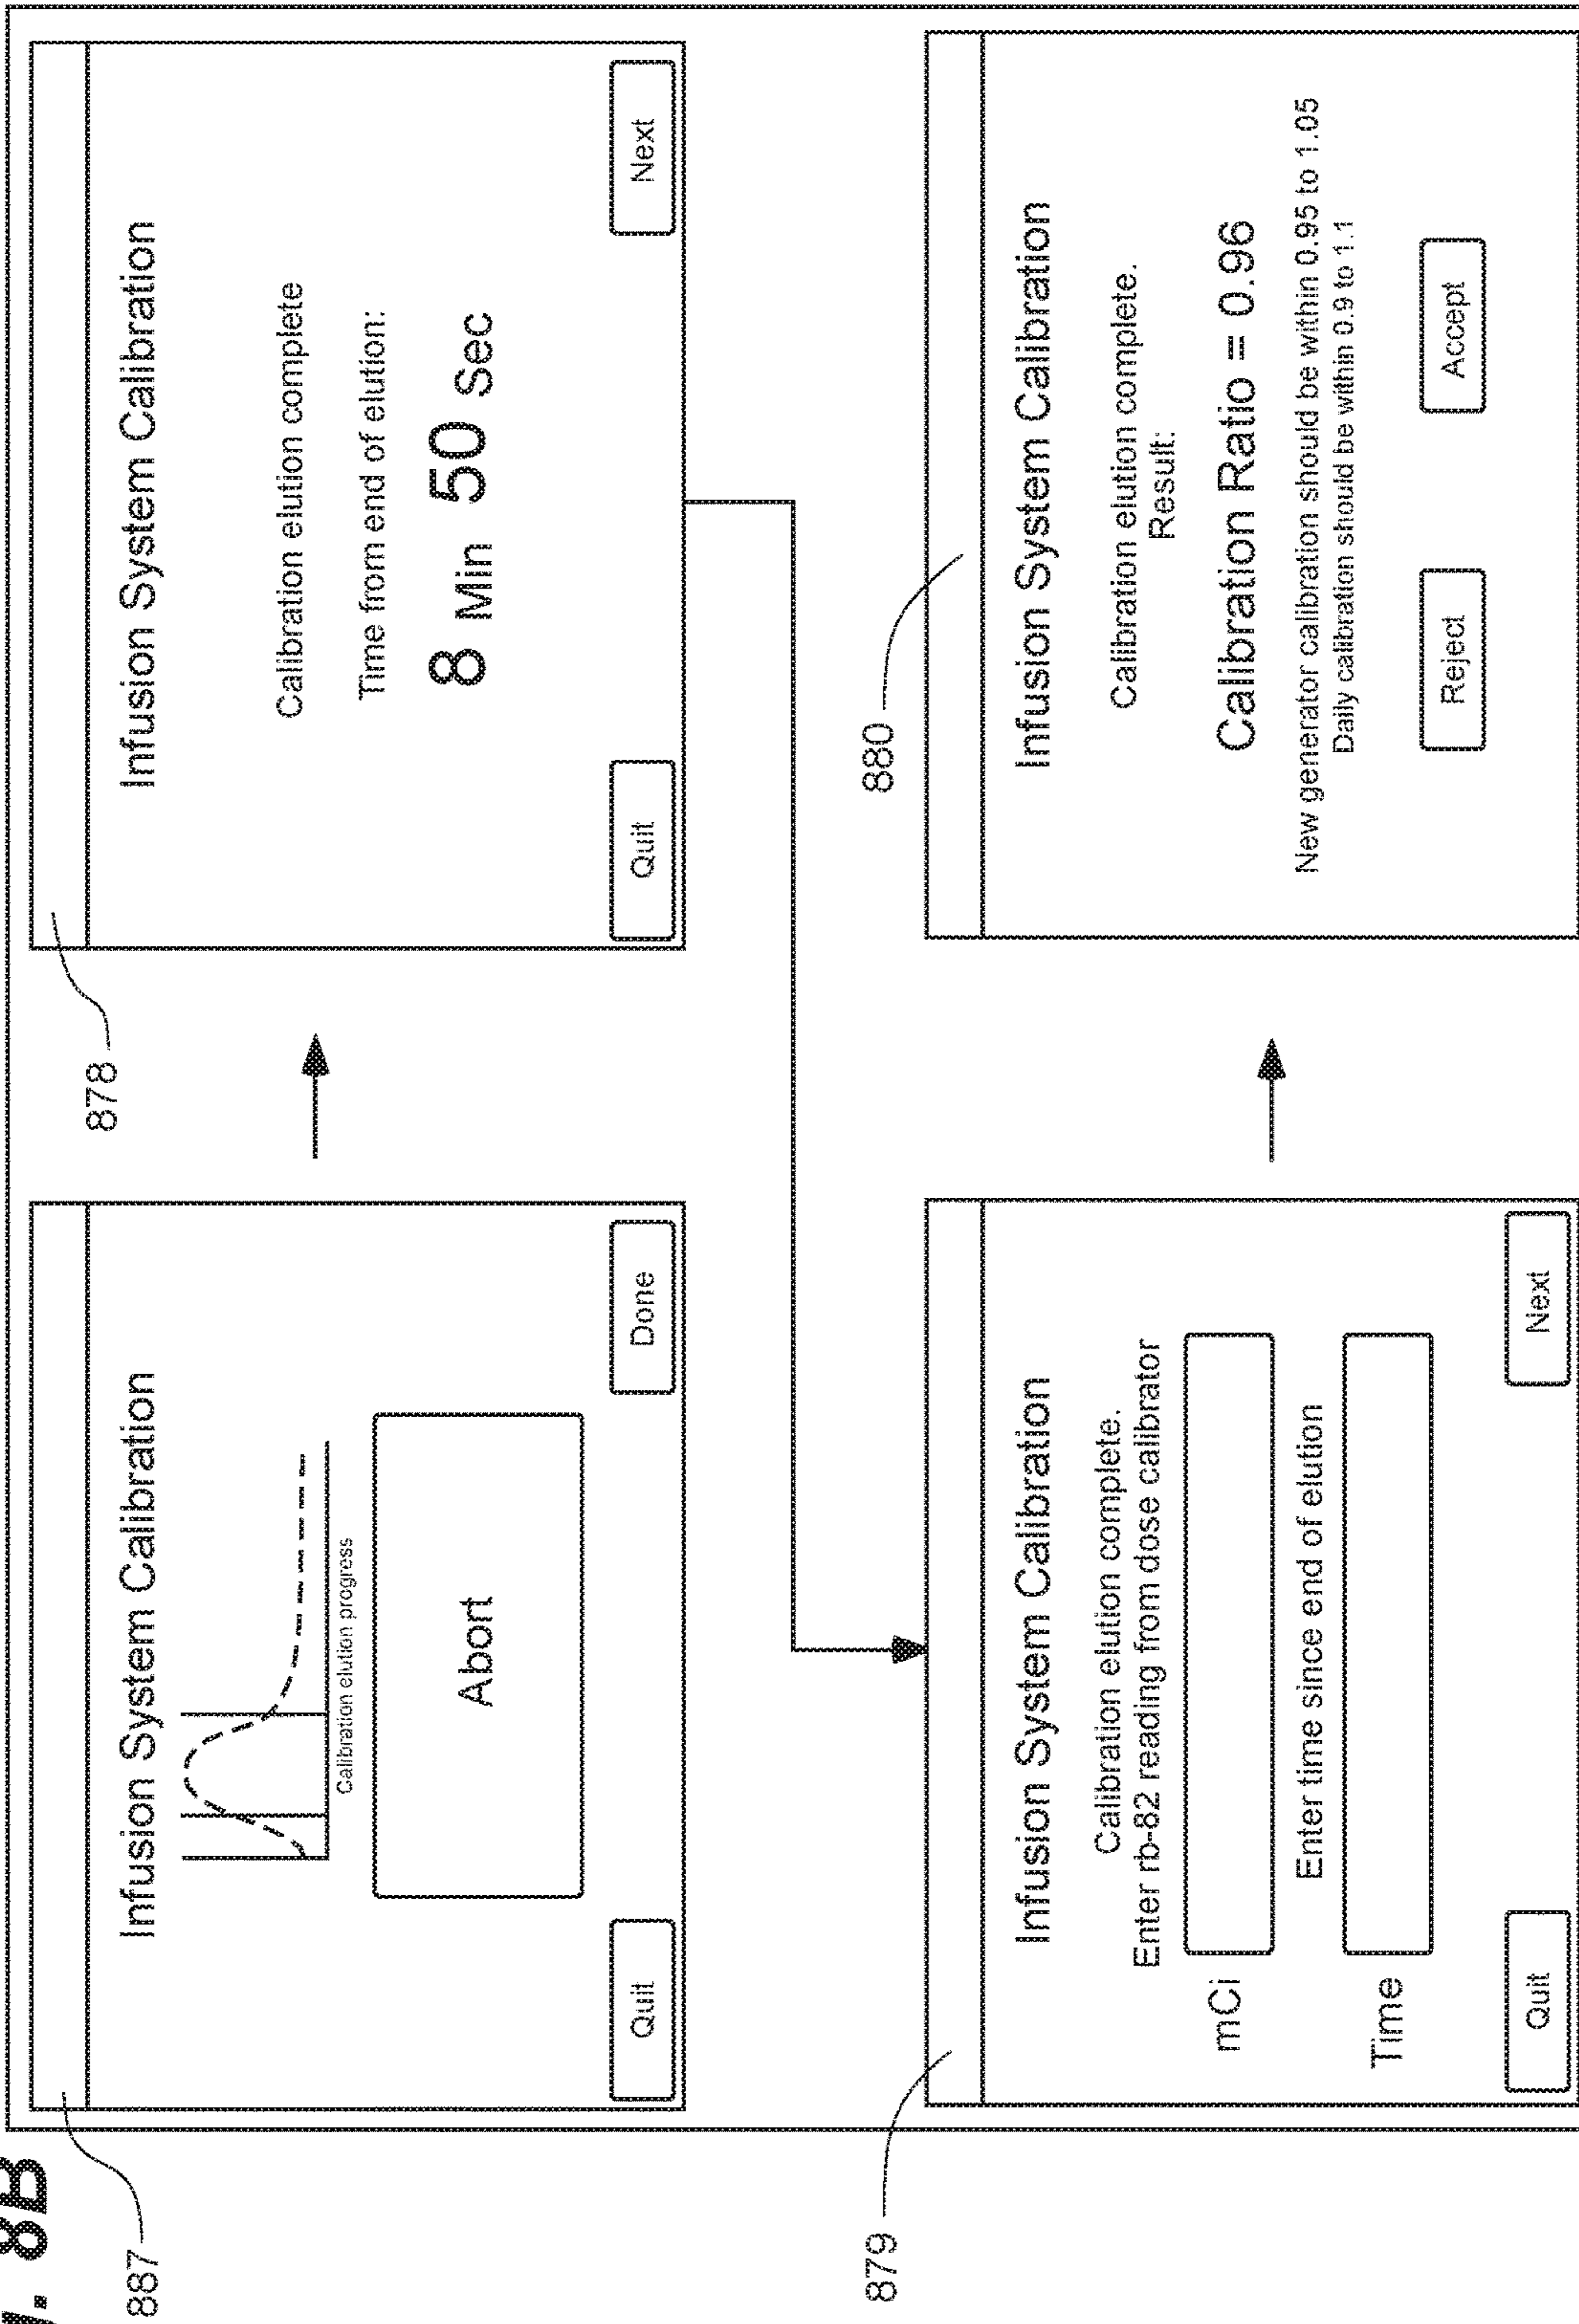 8B
887
Infusion System Calibration
Calibration elution progress
Abort
Quit
Done
878
Infusion System Calibration
Calibration elution complete
Time from end of elution:
8 Min 50 Sec
Quit
Next
879
Infusion System Calibration
Calibration elution complete.
Enter rb-82 reading from dose calibrator
mCi
Enter time since end of elution
Time
Quit
Next
880
Infusion System Calibration
Calibration elution complete.
Result:
Calibration Ratio = 0.96
New generator calibration should be within 0.95 to 1.05
Daily calibration should be within 0.9 to 1.1
Reject
Accept